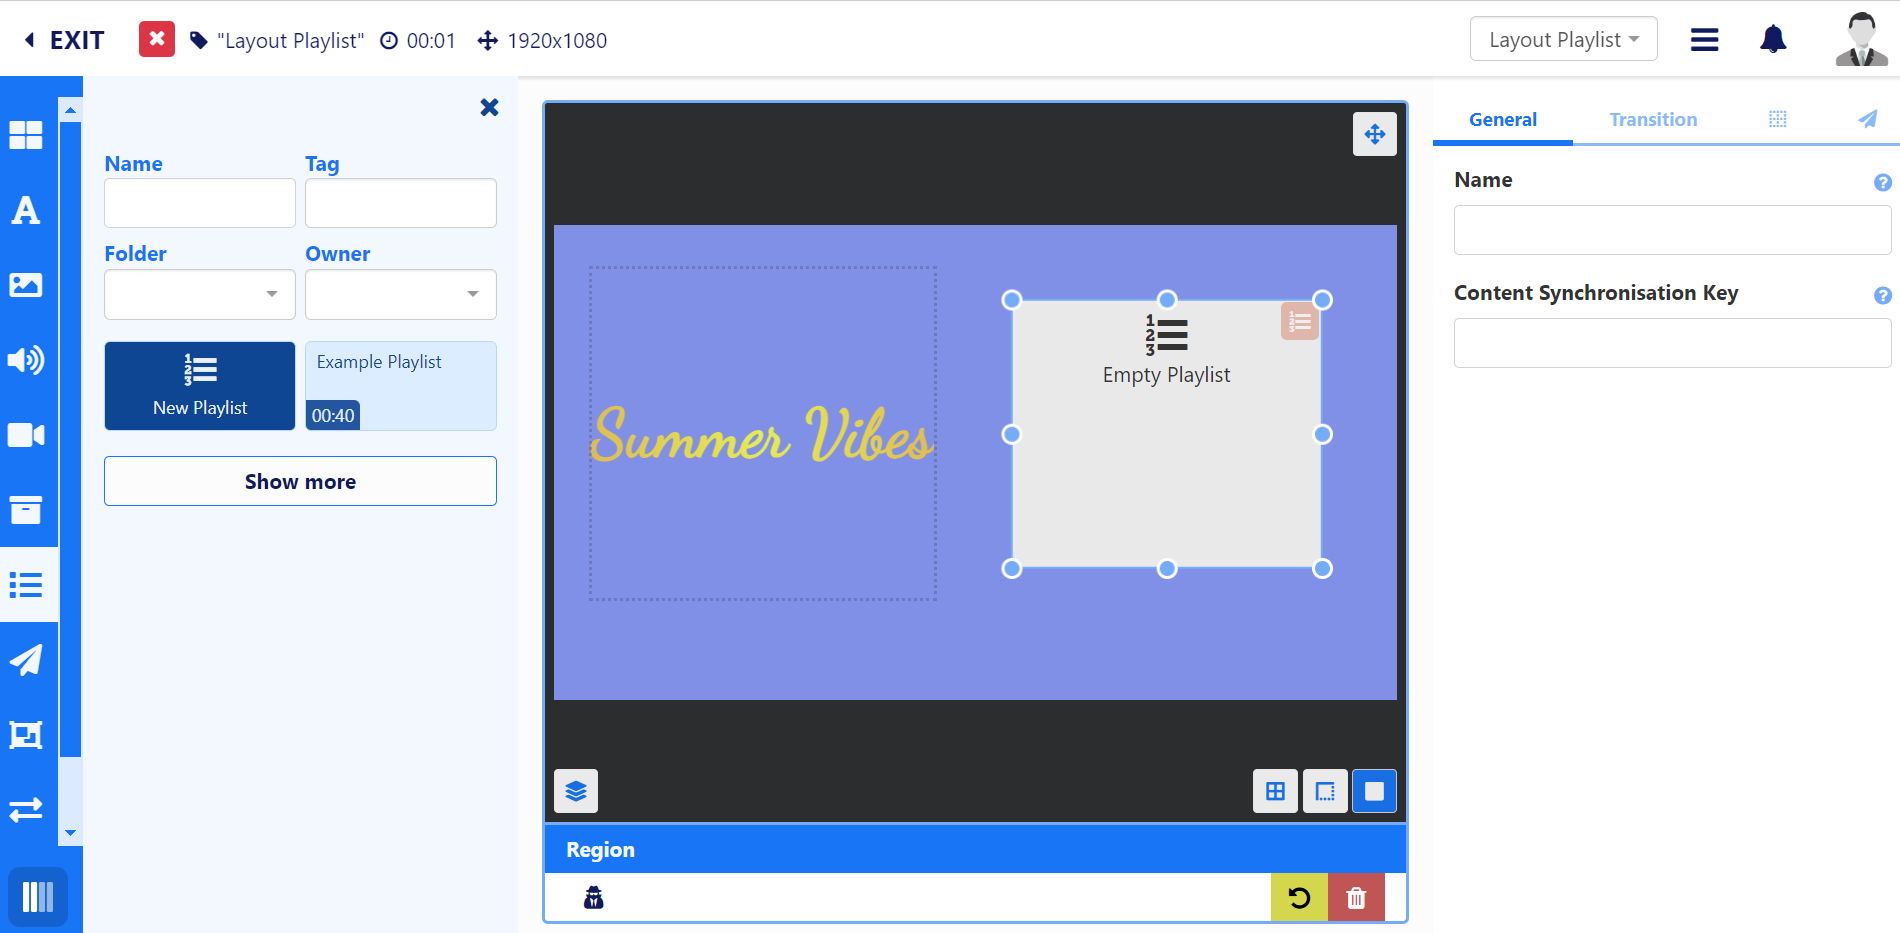 EXIT
"Layout Playlist"
00:01
1920x1080
Layout Playlist
Name
Tag
Folder
Owner
New Playlist
Example Playlist
00:40
Show more
Summer Vibes
Empty Playlist
Region
General
Transition
Name
Content Synchronisation Key